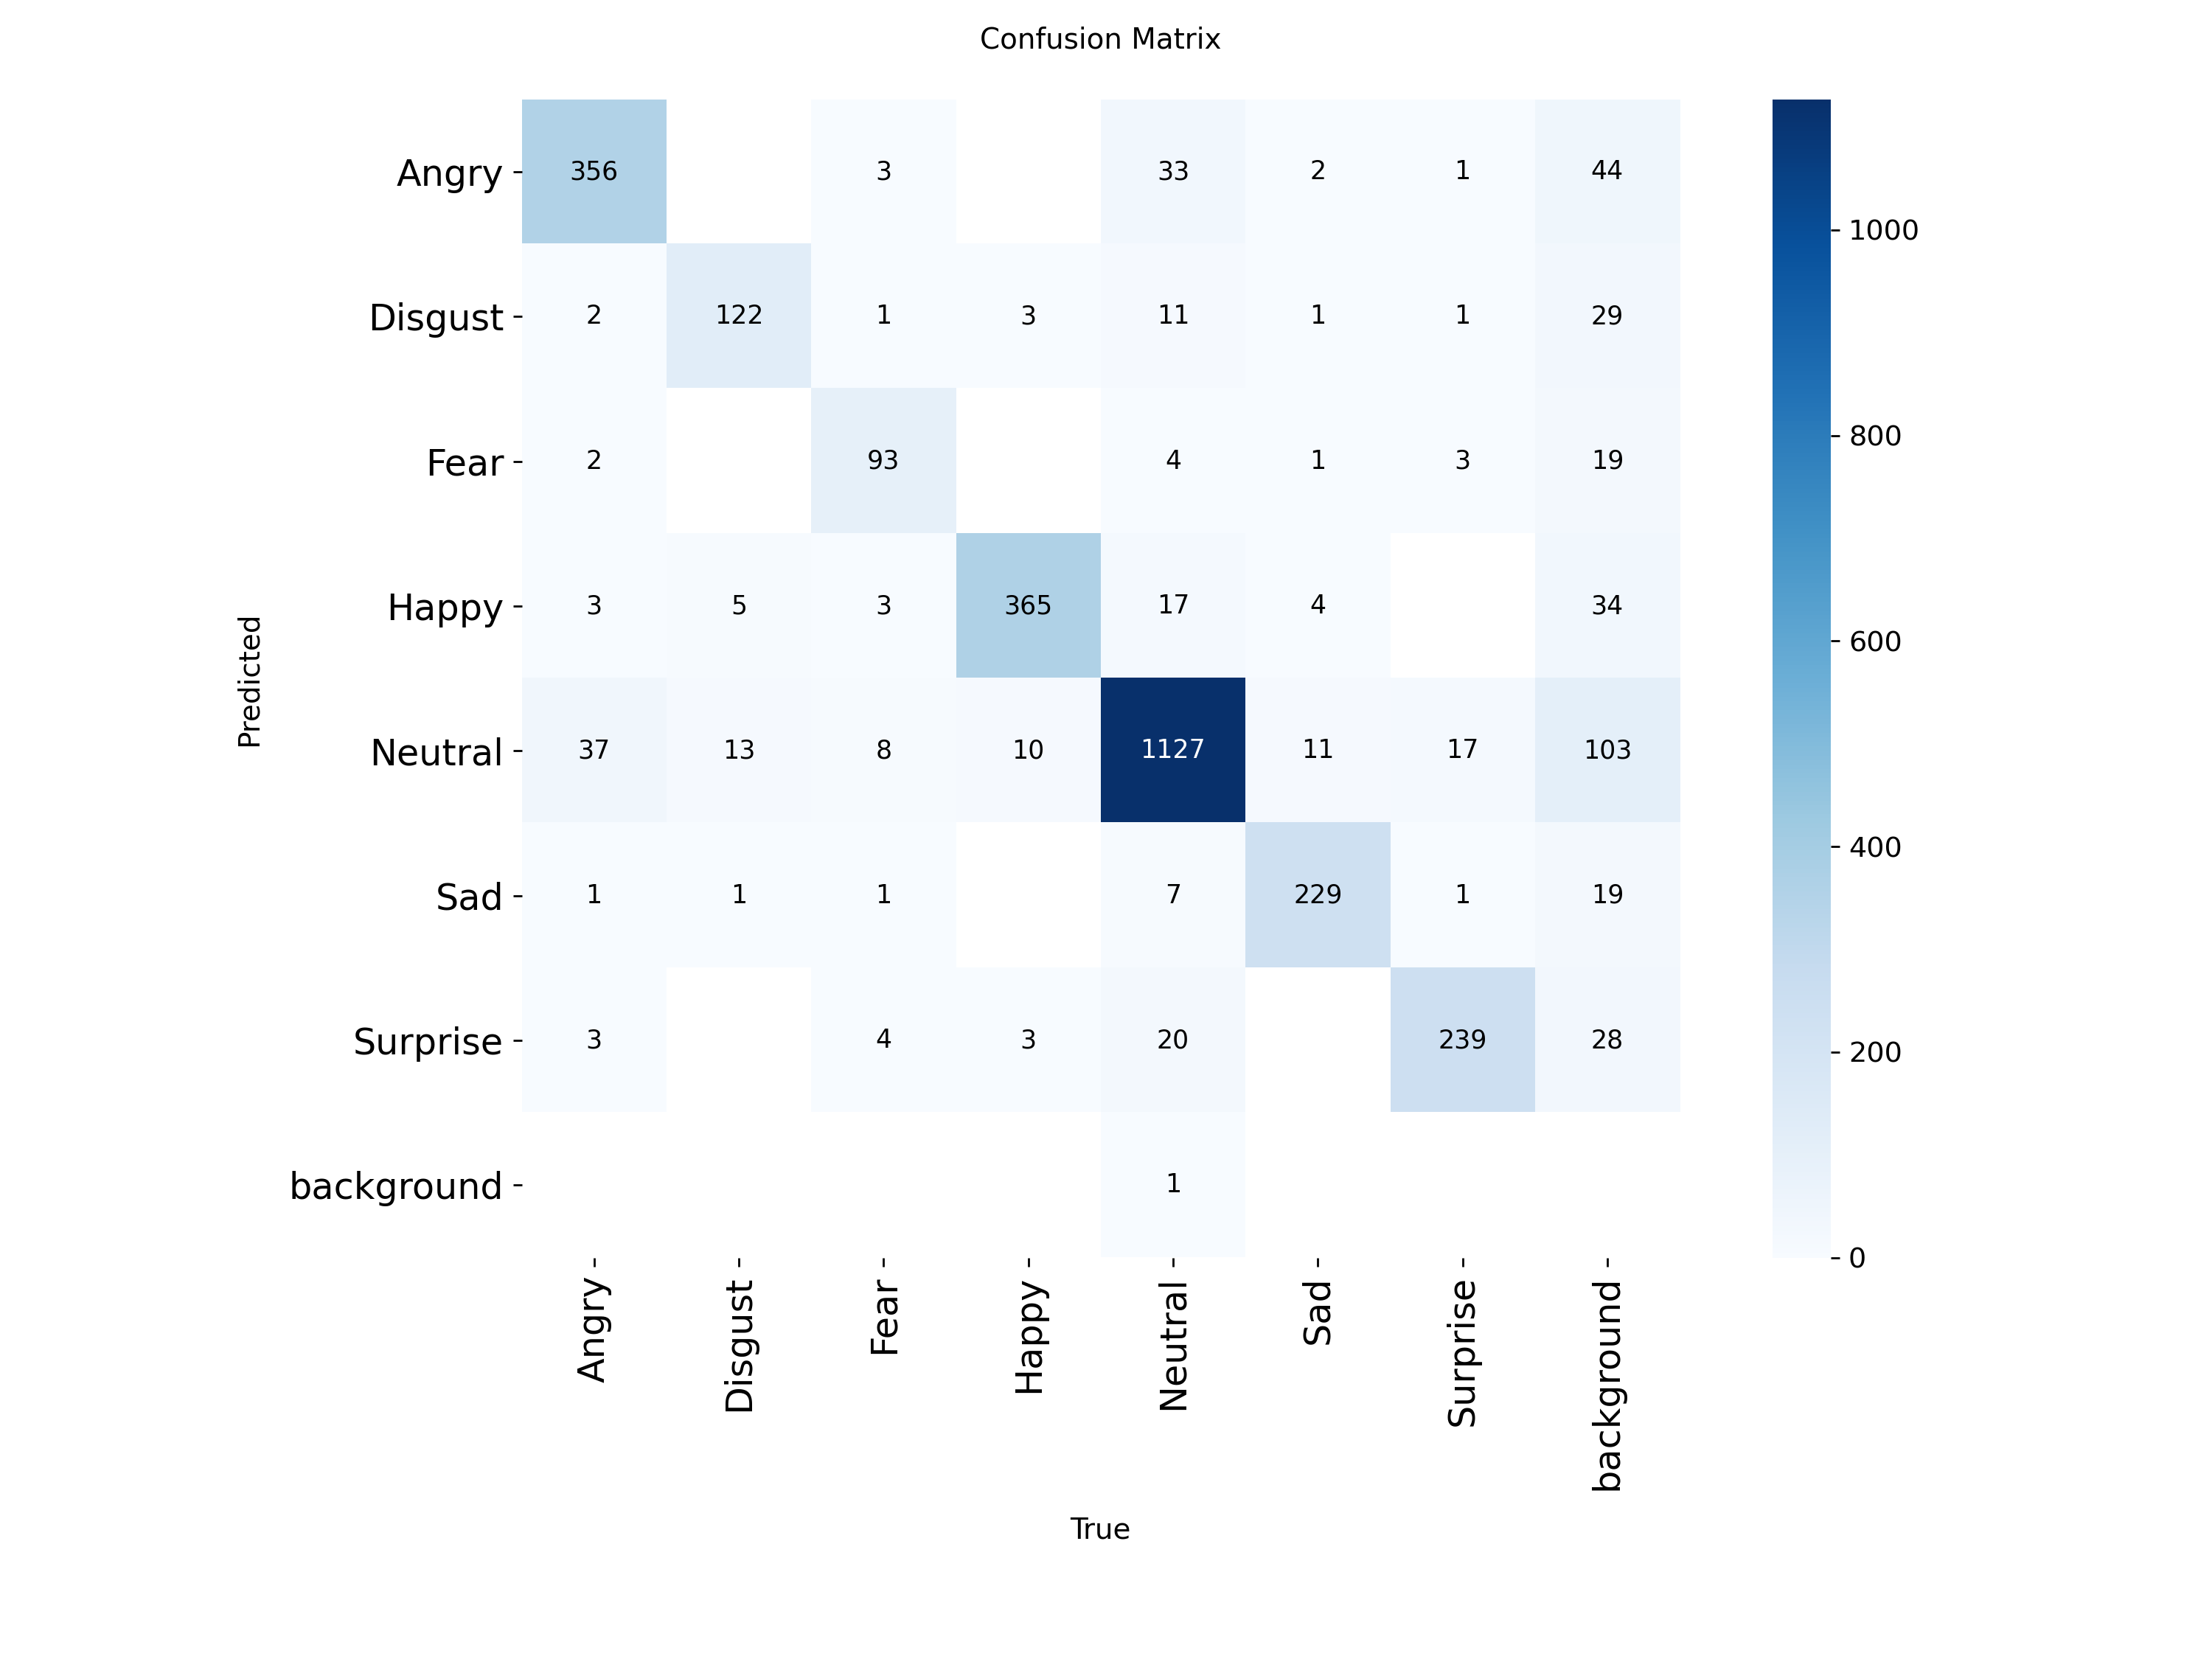 Confusion Matrix
Angry 356 3 33 2 1 44
Disgust 2 122 1 3 11 1 1 29
Fear 2 93 4 1 3 19
Happy 3 5 3 365 17 4 34
Neutral 37 13 8 10 1127 11 17 103
Sad 1 1 1 7 229 1 19
Surprise 3 4 3 20 239 28
background 1
Predicted
Angry Disgust Fear Happy Neutral Sad Surprise background
True
1000
800
600
400
200
0